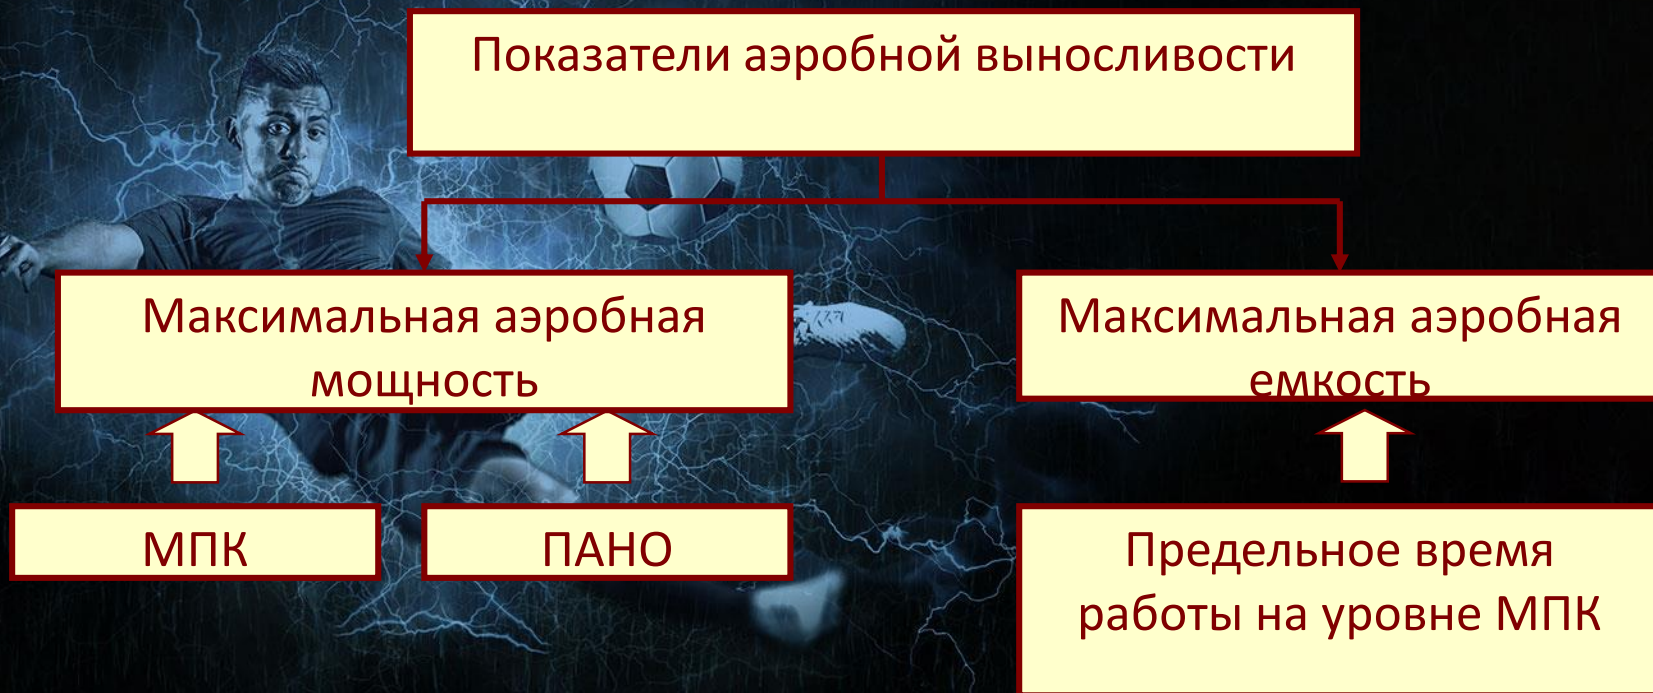 Показатели аэробной выносливости
Максимальная аэробная
мощность
Максимальная аэробная
емкость
МПК
ПАНО
Предельное время
работы на уровне МПК